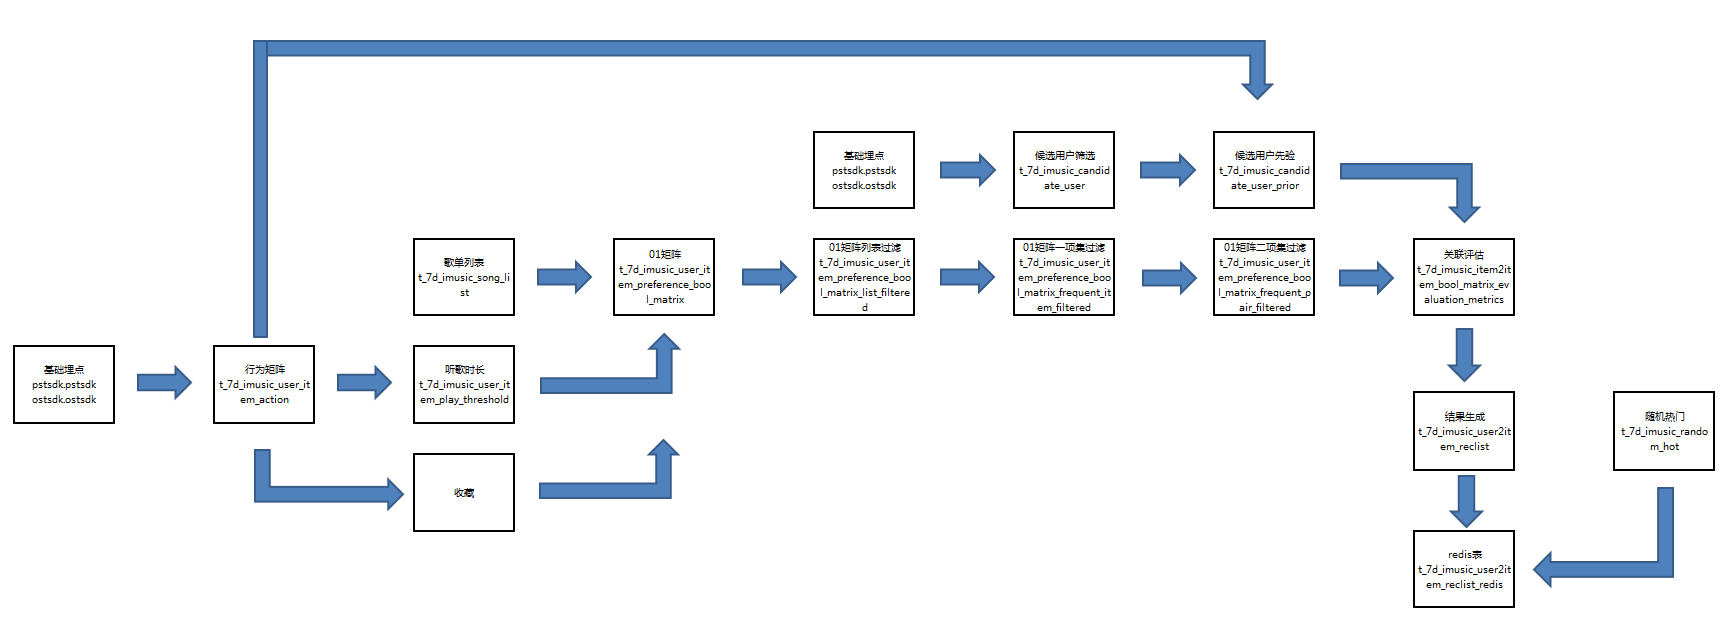 基础埋点
pstsdk.pstsdk
ostsdk.ostsdk
候选用户筛选
t_7d_imusic_candid
ate_user
候选用户先验
t_7d_imusic_candid
ate_user_prior
歌单列表
t_7d_imusic_song_li
st
01矩阵
t_7d_imusic_user_it
em_preference_boo
l_matrix
01矩阵列表过滤
t_7d_imusic_user_it
em_preference_boo
l_matrix_list_filtere
d
01矩阵一项集过滤
t_7d_imusic_user_it
em_preference_boo
l_matrix_frequent_it
em_filtered
01矩阵二项集过滤
t_7d_imusic_user_it
em_preference_boo
l_matrix_frequent_p
air_filtered
关联评估
t_7d_imusic_item2it
em_bool_matrix_ev
aluation_metrics
基础埋点
pstsdk.pstsdk
ostsdk.ostsdk
行为矩阵
t_7d_imusic_user_it
em_action
听歌时长
t_7d_imusic_user_it
em_play_threshold
结果生成
t_7d_imusic_user2it
em_reclist
随机热门
t_7d_imusic_rando
m_hot
收藏
redis表
t_7d_imusic_user2it
em_reclist_redis